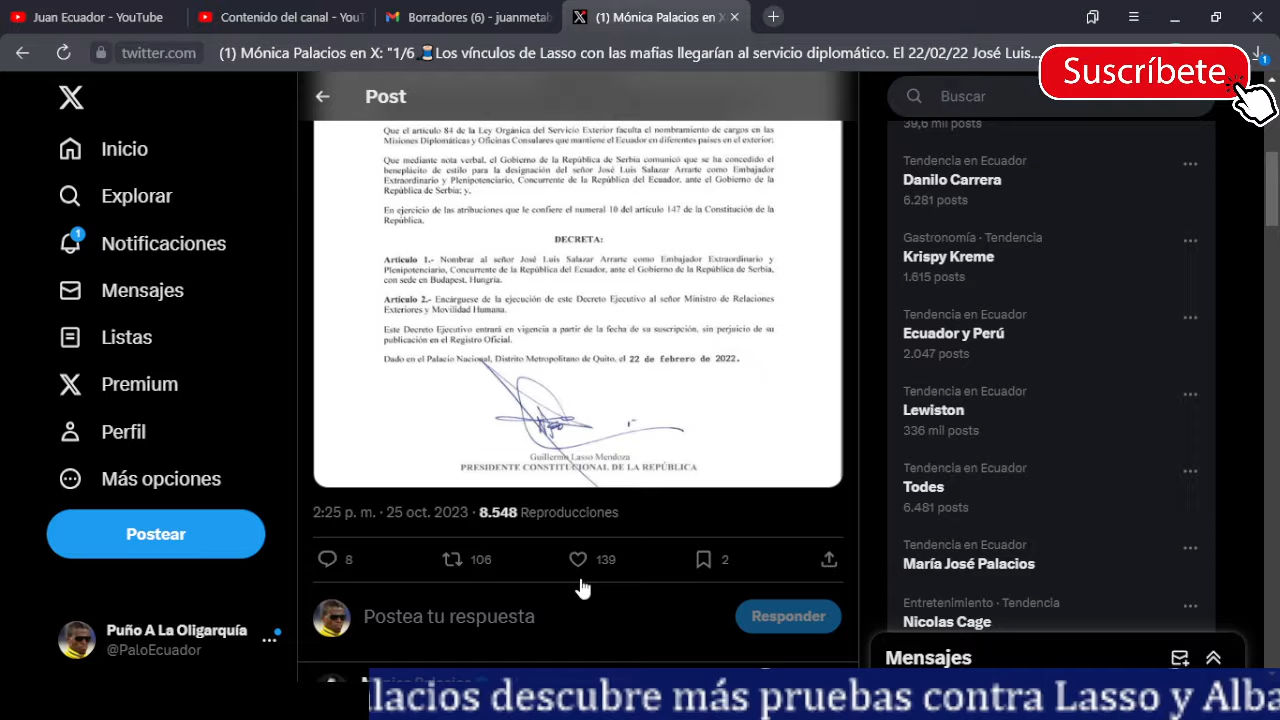 Juan Ecuador - YouTube
Contenido del canal - YouT
Borradores (6) - juanmetab
(1) Mónica Palacios en X
twitter.com
(1) Mónica Palacios en X: "1/6 🧵Los vínculos de Lasso con las mafias llegarían al servicio diplomático. El 22/02/22 José Luis...
1
Suscríbete
X
Inicio
Explorar
1
Notificaciones
Mensajes
Listas
Premium
Perfil
Más opciones
Postear
Puño A La Oligarquía
@PaloEcuador
Post
Que el artículo 84 de la Ley Orgánica del Servicio Exterior faculta el nombramiento de cargos en las
Misiones Diplomáticas y Oficinas Consulares que mantiene el Ecuador en diferentes países en el exterior;
Que mediante nota verbal, el Gobierno de la República de Serbia comunicó que se ha concedido el
beneplácito de estilo para la designación del señor José Luis Salazar Arrarte como Embajador
Extraordinario y Plenipotenciario, Concurrente de la República del Ecuador, ante el Gobierno de la
República de Serbia; y,
En ejercicio de las atribuciones que le confiere el numeral 10 del artículo 147 de la Constitución de la
República,
DECRETA:
Artículo 1.- Nombrar al señor José Luis Salazar Arrarte como Embajador Extraordinario y
Plenipotenciario, Concurrente de la República del Ecuador, ante el Gobierno de la República de Serbia,
con sede en Budapest, Hungría.
Artículo 2.- Encárguese de la ejecución de este Decreto Ejecutivo al señor Ministro de Relaciones
Exteriores y Movilidad Humana.
Este Decreto Ejecutivo entrará en vigencia a partir de la fecha de su suscripción, sin perjuicio de su
publicación en el Registro Oficial.
Dado en el Palacio Nacional, Distrito Metropolitano de Quito, el 22 de febrero de 2022.
Guillermo Lasso Mendoza
PRESIDENTE CONSTITUCIONAL DE LA REPÚBLICA
2:25 p. m. · 25 oct. 2023 · 8.548 Reproducciones
8 106 139 2
Postea tu respuesta
Responder
Buscar
39,6 mil posts
Tendencia en Ecuador
Danilo Carrera
6.281 posts
Gastronomía · Tendencia
Krispy Kreme
1.615 posts
Tendencia en Ecuador
Ecuador y Perú
2.047 posts
Tendencia en Ecuador
Lewiston
336 mil posts
Tendencia en Ecuador
Todes
6.481 posts
Tendencia en Ecuador
María José Palacios
Entretenimiento · Tendencia
Nicolas Cage
Mensajes
lacios descubre más pruebas contra Lasso y Alba